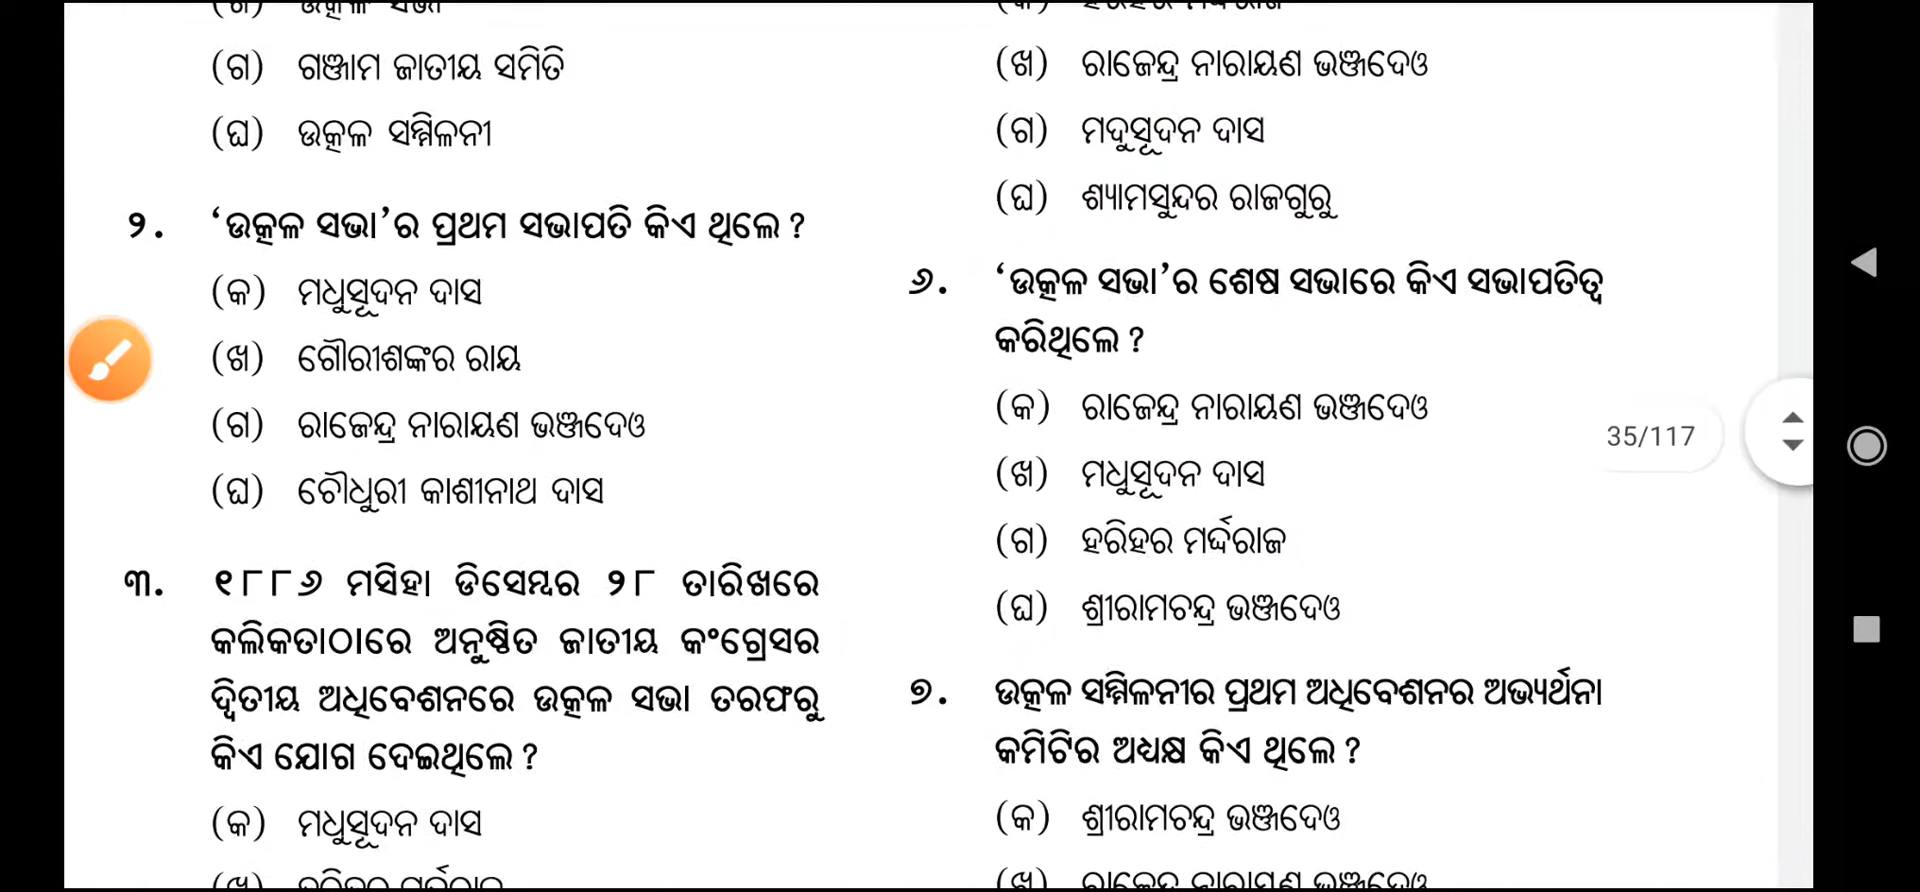 (ଗ) ଗଞ୍ଜାମ ଜାତୀୟ ସମିତି
(ଘ) ଉତ୍କଳ ସମ୍ମିଳନୀ
୨. ‘ଉତ୍କଳ ସଭା’ର ପ୍ରଥମ ସଭାପତି କିଏ ଥିଲେ ?
(କ) ମଧୁସୂଦନ ଦାସ
(ଖ) ଗୌରୀଶଙ୍କର ରାୟ
(ଗ) ରାଜେନ୍ଦ୍ର ନାରାୟଣ ଭଞ୍ଜଦେଓ
(ଘ) ଚୌଧୁରୀ କାଶୀନାଥ ଦାସ
୩. ୧୮୮୬ ମସିହା ଡିସେମ୍ବର ୨୮ ତାରିଖରେ
କଲିକତାଠାରେ ଅନୁଷ୍ଠିତ ଜାତୀୟ କଂଗ୍ରେସର
ଦ୍ୱିତୀୟ ଅଧିବେଶନରେ ଉତ୍କଳ ସଭା ତରଫରୁ
କିଏ ଯୋଗ ଦେଇଥିଲେ ?
(କ) ମଧୁସୂଦନ ଦାସ
(ଖ) ରାଜେନ୍ଦ୍ର ନାରାୟଣ ଭଞ୍ଜଦେଓ
(ଗ) ମଦୁସୂଦନ ଦାସ
(ଘ) ଶ୍ୟାମସୁନ୍ଦର ରାଜଗୁରୁ
୬. ‘ଉତ୍କଳ ସଭା’ର ଶେଷ ସଭାରେ କିଏ ସଭାପତିତ୍ୱ
କରିଥିଲେ ?
(କ) ରାଜେନ୍ଦ୍ର ନାରାୟଣ ଭଞ୍ଜଦେଓ
(ଖ) ମଧୁସୂଦନ ଦାସ
(ଗ) ହରିହର ମର୍ଦ୍ଦରାଜ
(ଘ) ଶ୍ରୀରାମଚନ୍ଦ୍ର ଭଞ୍ଜଦେଓ
୭. ଉତ୍କଳ ସମ୍ମିଳନୀର ପ୍ରଥମ ଅଧିବେଶନର ଅଭ୍ୟର୍ଥନା
କମିଟିର ଅଧ୍ୟକ୍ଷ କିଏ ଥିଲେ ?
(କ) ଶ୍ରୀରାମଚନ୍ଦ୍ର ଭଞ୍ଜଦେଓ
35/117